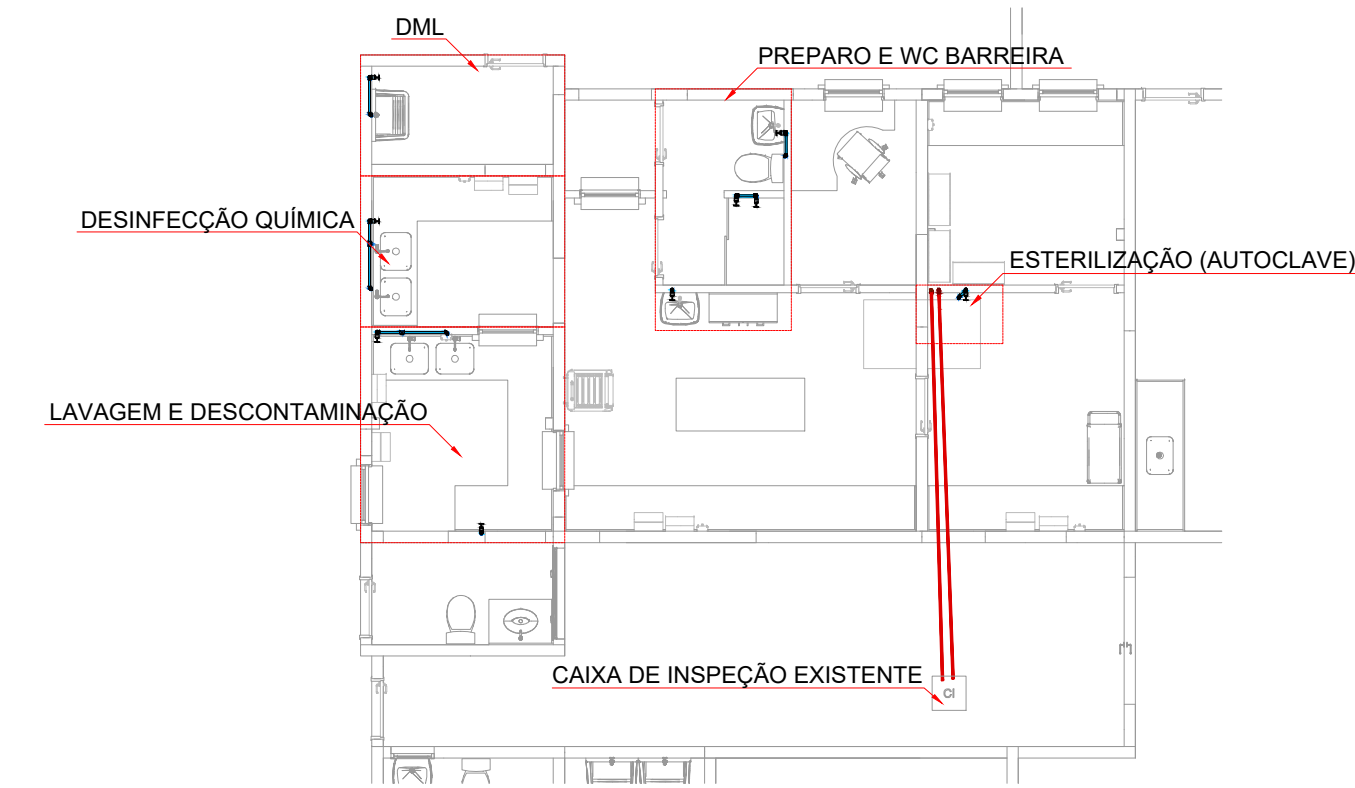 DML
PREPARO E WC BARREIRA
DESINFECÇÃO QUÍMICA
ESTERILIZAÇÃO (AUTOCLAVE)
LAVAGEM E DESCONTAMINAÇÃO
CAIXA DE INSPEÇÃO EXISTENTE
CI